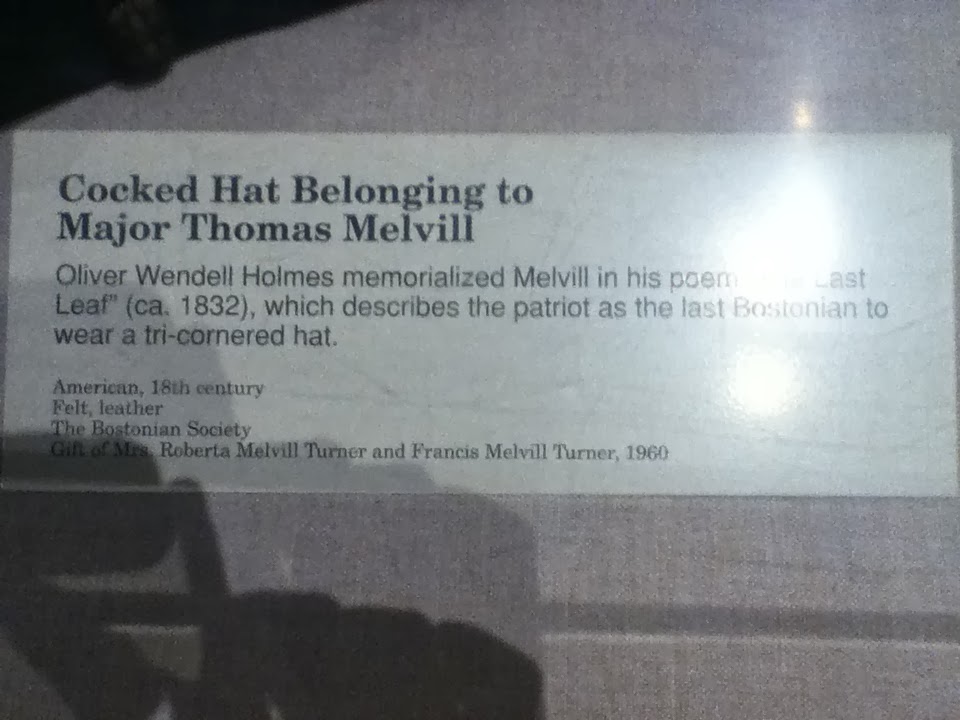 Cocked Hat Belonging to
Major Thomas Melvill
Oliver Wendell Holmes memorialized Melvill in his poem Last
Leaf" (ca. 1832), which describes the patriot as the last Bostonian to
wear a tri-cornered hat.
American, 18th century
Felt, leather
The Bostonian Society
Gift of Mrs. Roberta Melvill Turner and Francis Melvill Turner, 1960